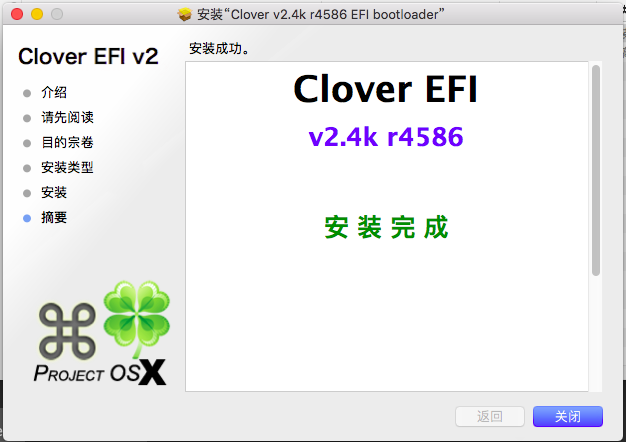 安装“Clover v2.4k r4586 EFI bootloader”
Clover EFI v2
介绍
请先阅读
目的宗卷
安装类型
安装
摘要
PROJECT OSX
安装成功。
Clover EFI
v2.4k r4586
安 装 完 成
返回
关闭